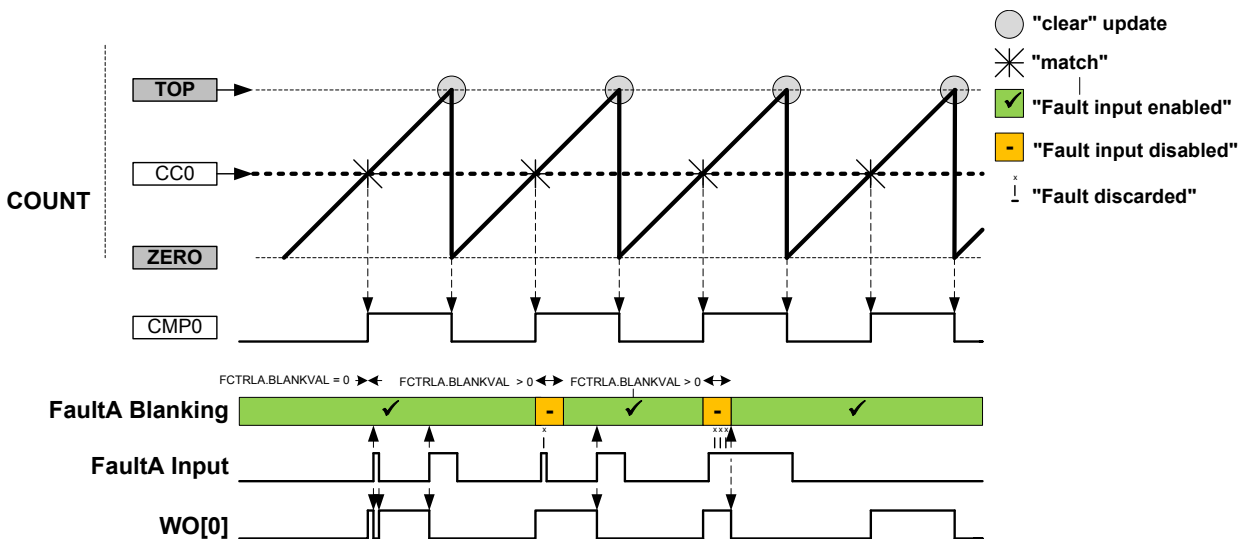 "clear" update
"match"
TOP
✔ "Fault input enabled"
- "Fault input disabled"
CC0
x
"Fault discarded"
COUNT
ZERO
CMP0
FCTRLA.BLANKVAL = 0 FCTRLA.BLANKVAL > 0 FCTRLA.BLANKVAL > 0
FaultA Blanking ✔ - ✔ - ✔
x xxx
FaultA Input
WO[0]